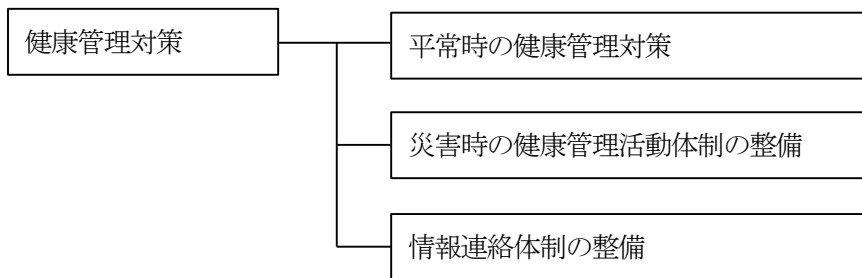 健康管理対策
平常時の健康管理対策
災害時の健康管理活動体制の整備
情報連絡体制の整備